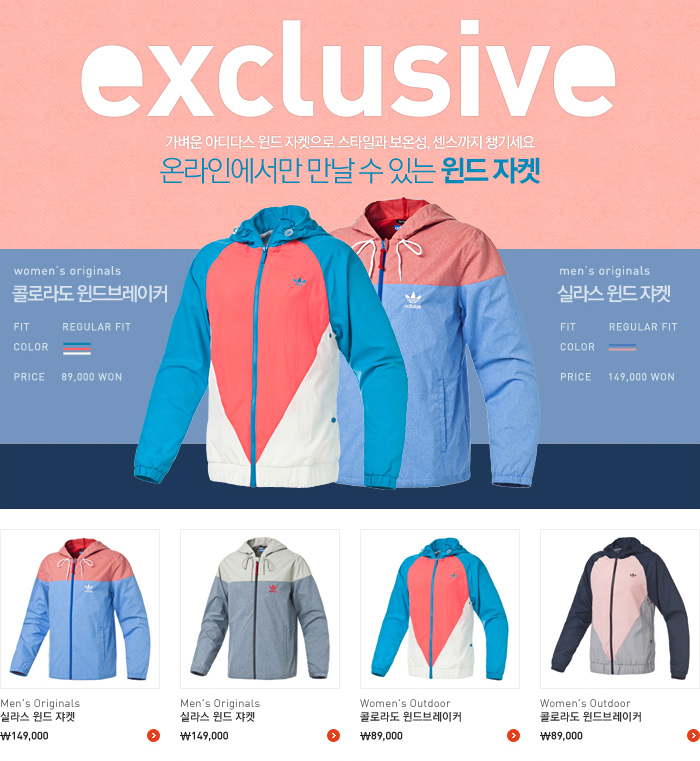 exclusive
가벼운 아디다스 윈드 자켓으로 스타일과 보온성, 센스까지 챙기세요
온라인에서만 만날 수 있는 윈드 자켓
women's originals
콜로라도 윈드브레이커
FIT REGULAR FIT
COLOR
PRICE 89,000 WON
men's originals
실라스 윈드 쟈켓
FIT REGULAR FIT
COLOR
PRICE 149,000 WON
adidas
Men's Originals
실라스 윈드 쟈켓
₩149,000
Men's Originals
실라스 윈드 쟈켓
₩149,000
Women's Outdoor
콜로라도 윈드브레이커
₩89,000
Women's Outdoor
콜로라도 윈드브레이커
₩89,000